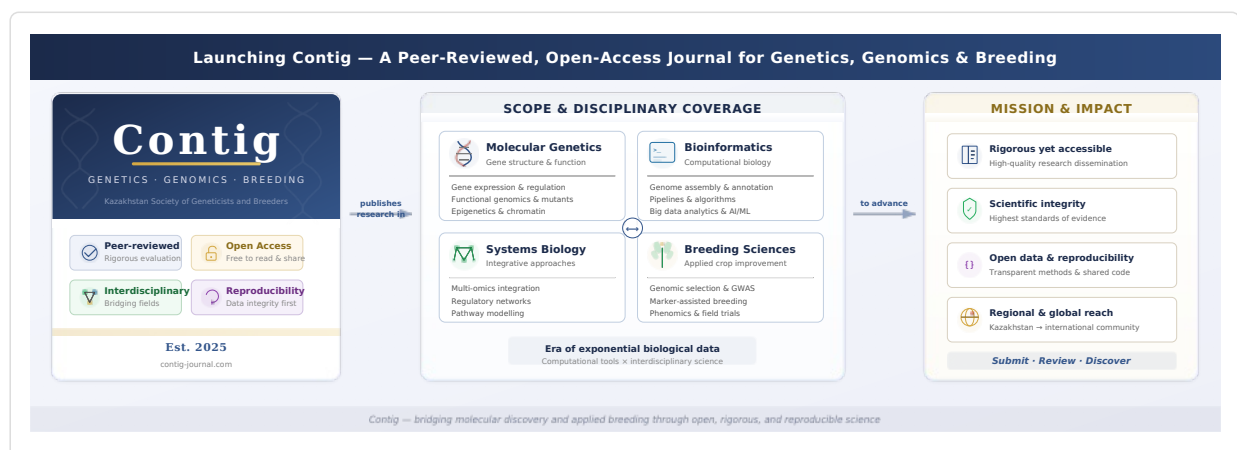 Launching Contig — A Peer-Reviewed, Open-Access Journal for Genetics, Genomics & Breeding
Contig
GENETICS · GENOMICS · BREEDING
Kazakhstan Society of Geneticists and Breeders
Peer-reviewed
Rigorous evaluation
Open Access
Free to read & share
Interdisciplinary
Bridging fields
Reproducibility
Data integrity first
Est. 2025
contig-journal.com
publishes
research in
SCOPE & DISCIPLINARY COVERAGE
Molecular Genetics
Gene structure & function
Gene expression & regulation
Functional genomics & mutants
Epigenetics & chromatin
Bioinformatics
Computational biology
Genome assembly & annotation
Pipelines & algorithms
Big data analytics & AI/ML
Systems Biology
Integrative approaches
Multi-omics integration
Regulatory networks
Pathway modelling
Breeding Sciences
Applied crop improvement
Genomic selection & GWAS
Marker-assisted breeding
Phenomics & field trials
Era of exponential biological data
Computational tools × interdisciplinary science
to advance
MISSION & IMPACT
Rigorous yet accessible
High-quality research dissemination
Scientific integrity
Highest standards of evidence
{ }
Open data & reproducibility
Transparent methods & shared code
Regional & global reach
Kazakhstan → international community
Submit · Review · Discover
Contig — bridging molecular discovery and applied breeding through open, rigorous, and reproducible science